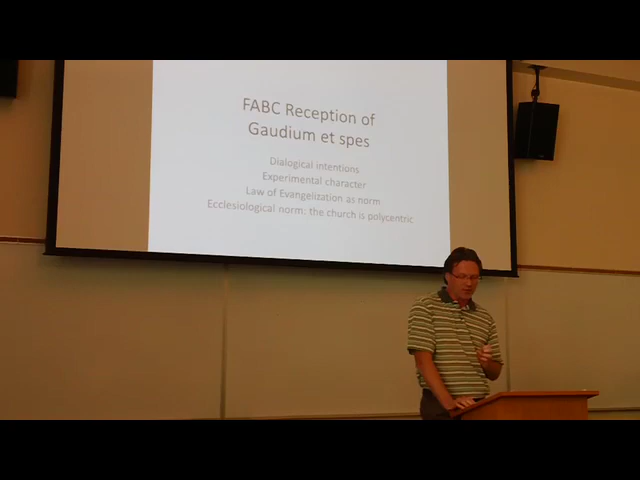 FABC Reception of
Gaudium et spes
Dialogical intentions
Experimental character
Law of Evangelization as norm
Ecclesiological norm: the church is polycentric